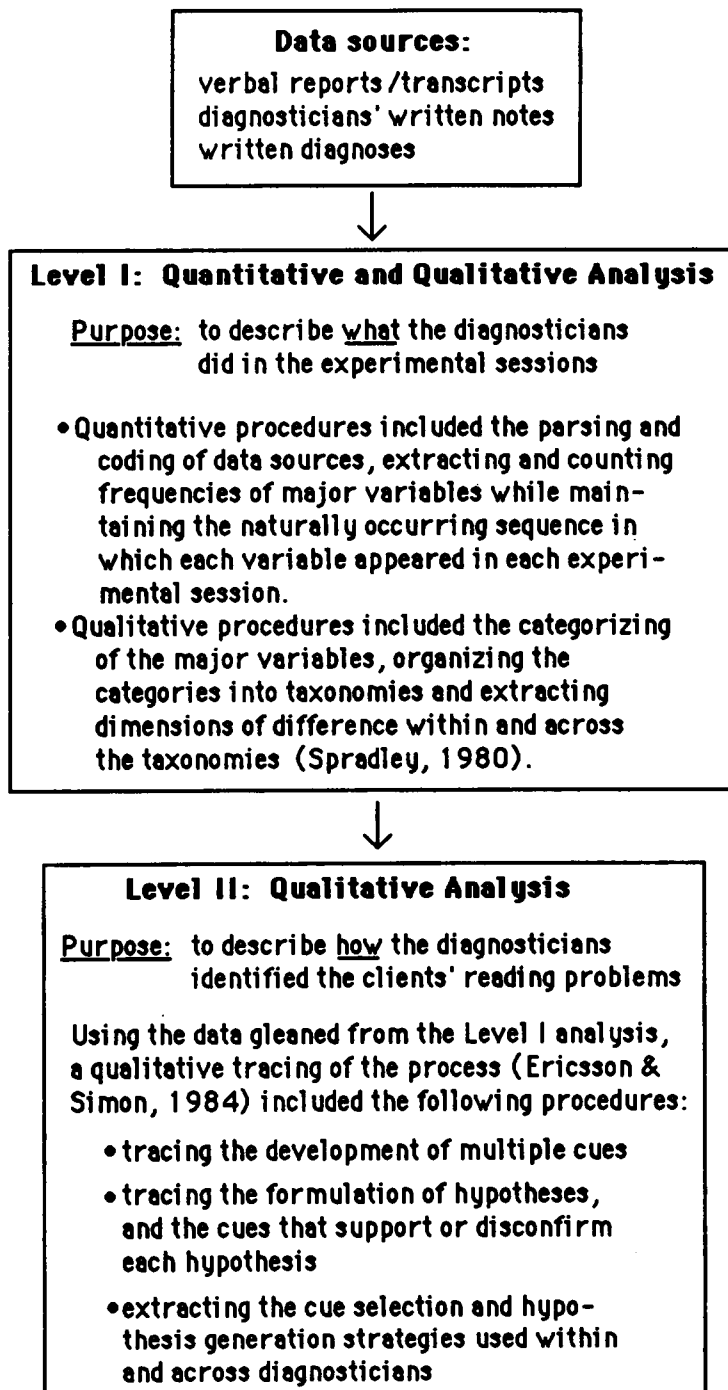 Data sources:
verbal reports/transcripts
diagnosticians' written notes
written diagnoses
Level I: Quantitative and Qualitative Analysis
Purpose: to describe what the diagnosticians
did in the experimental sessions
• Quantitative procedures included the parsing and
coding of data sources, extracting and counting
frequencies of major variables while main-
taining the naturally occurring sequence in
which each variable appeared in each experi-
mental session.
• Qualitative procedures included the categorizing
of the major variables, organizing the
categories into taxonomies and extracting
dimensions of difference within and across
the taxonomies (Spradley, 1980).
Level II: Qualitative Analysis
Purpose: to describe how the diagnosticians
identified the clients' reading problems
Using the data gleaned from the Level I analysis,
a qualitative tracing of the process (Ericsson &
Simon, 1984) included the following procedures:
• tracing the development of multiple cues
• tracing the formulation of hypotheses,
and the cues that support or disconfirm
each hypothesis
• extracting the cue selection and hypo-
thesis generation strategies used within
and across diagnosticians